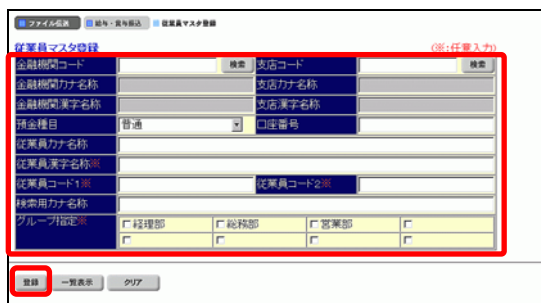 ファイル伝送 給与・賞与振込 従業員マスタ登録
従業員マスタ登録 (※:任意入力)
金融機関コード 検索 支店コード 検索
金融機関カナ名称 支店カナ名称
金融機関漢字名称 支店漢字名称
預金種目 普通 口座番号
従業員カナ名称
従業員漢字名称※
従業員コード1※ 従業員コード2※
検索用カナ名称
グループ指定※ 経理部 総務部 営業部
登録 一覧表示 クリア